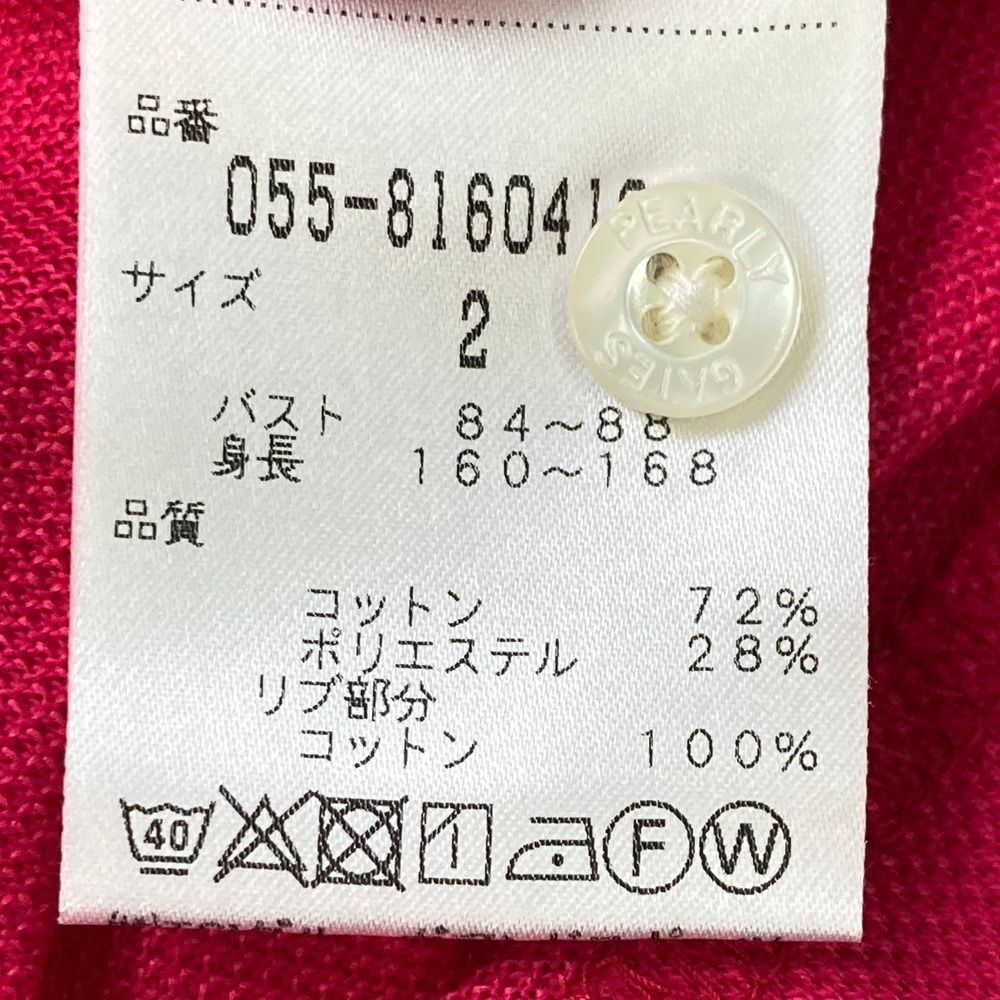 品番
055-816041
PEARLY
GATES
サイズ
2
バスト 84～88
身長 160～168
品質
コットン 72%
ポリエステル 28%
リブ部分
コットン 100%
40
F
W